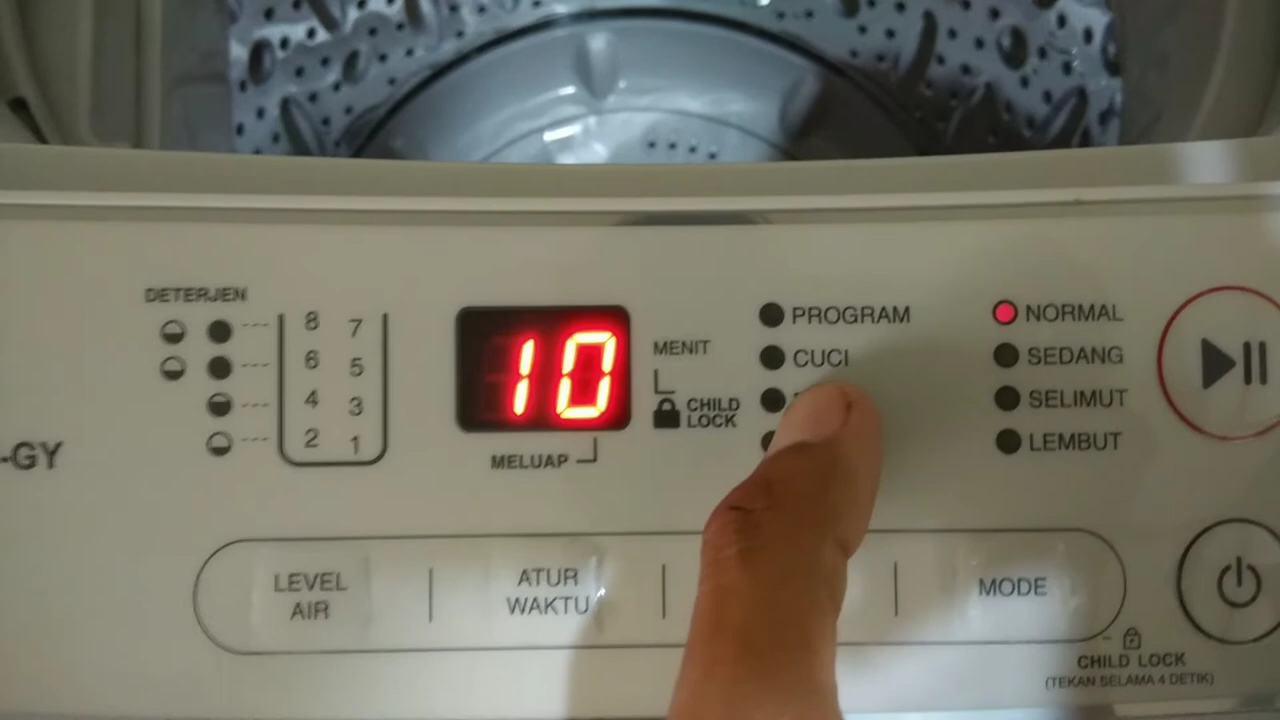 DETERJEN
8 7
6 5
4 3
2 1
-GY
10
MENIT
CHILD
LOCK
MELUAP
PROGRAM
CUCI
NORMAL
SEDANG
SELIMUT
LEMBUT
LEVEL
AIR
ATUR
WAKTU
MODE
CHILD LOCK
(TEKAN SELAMA 4 DETIK)